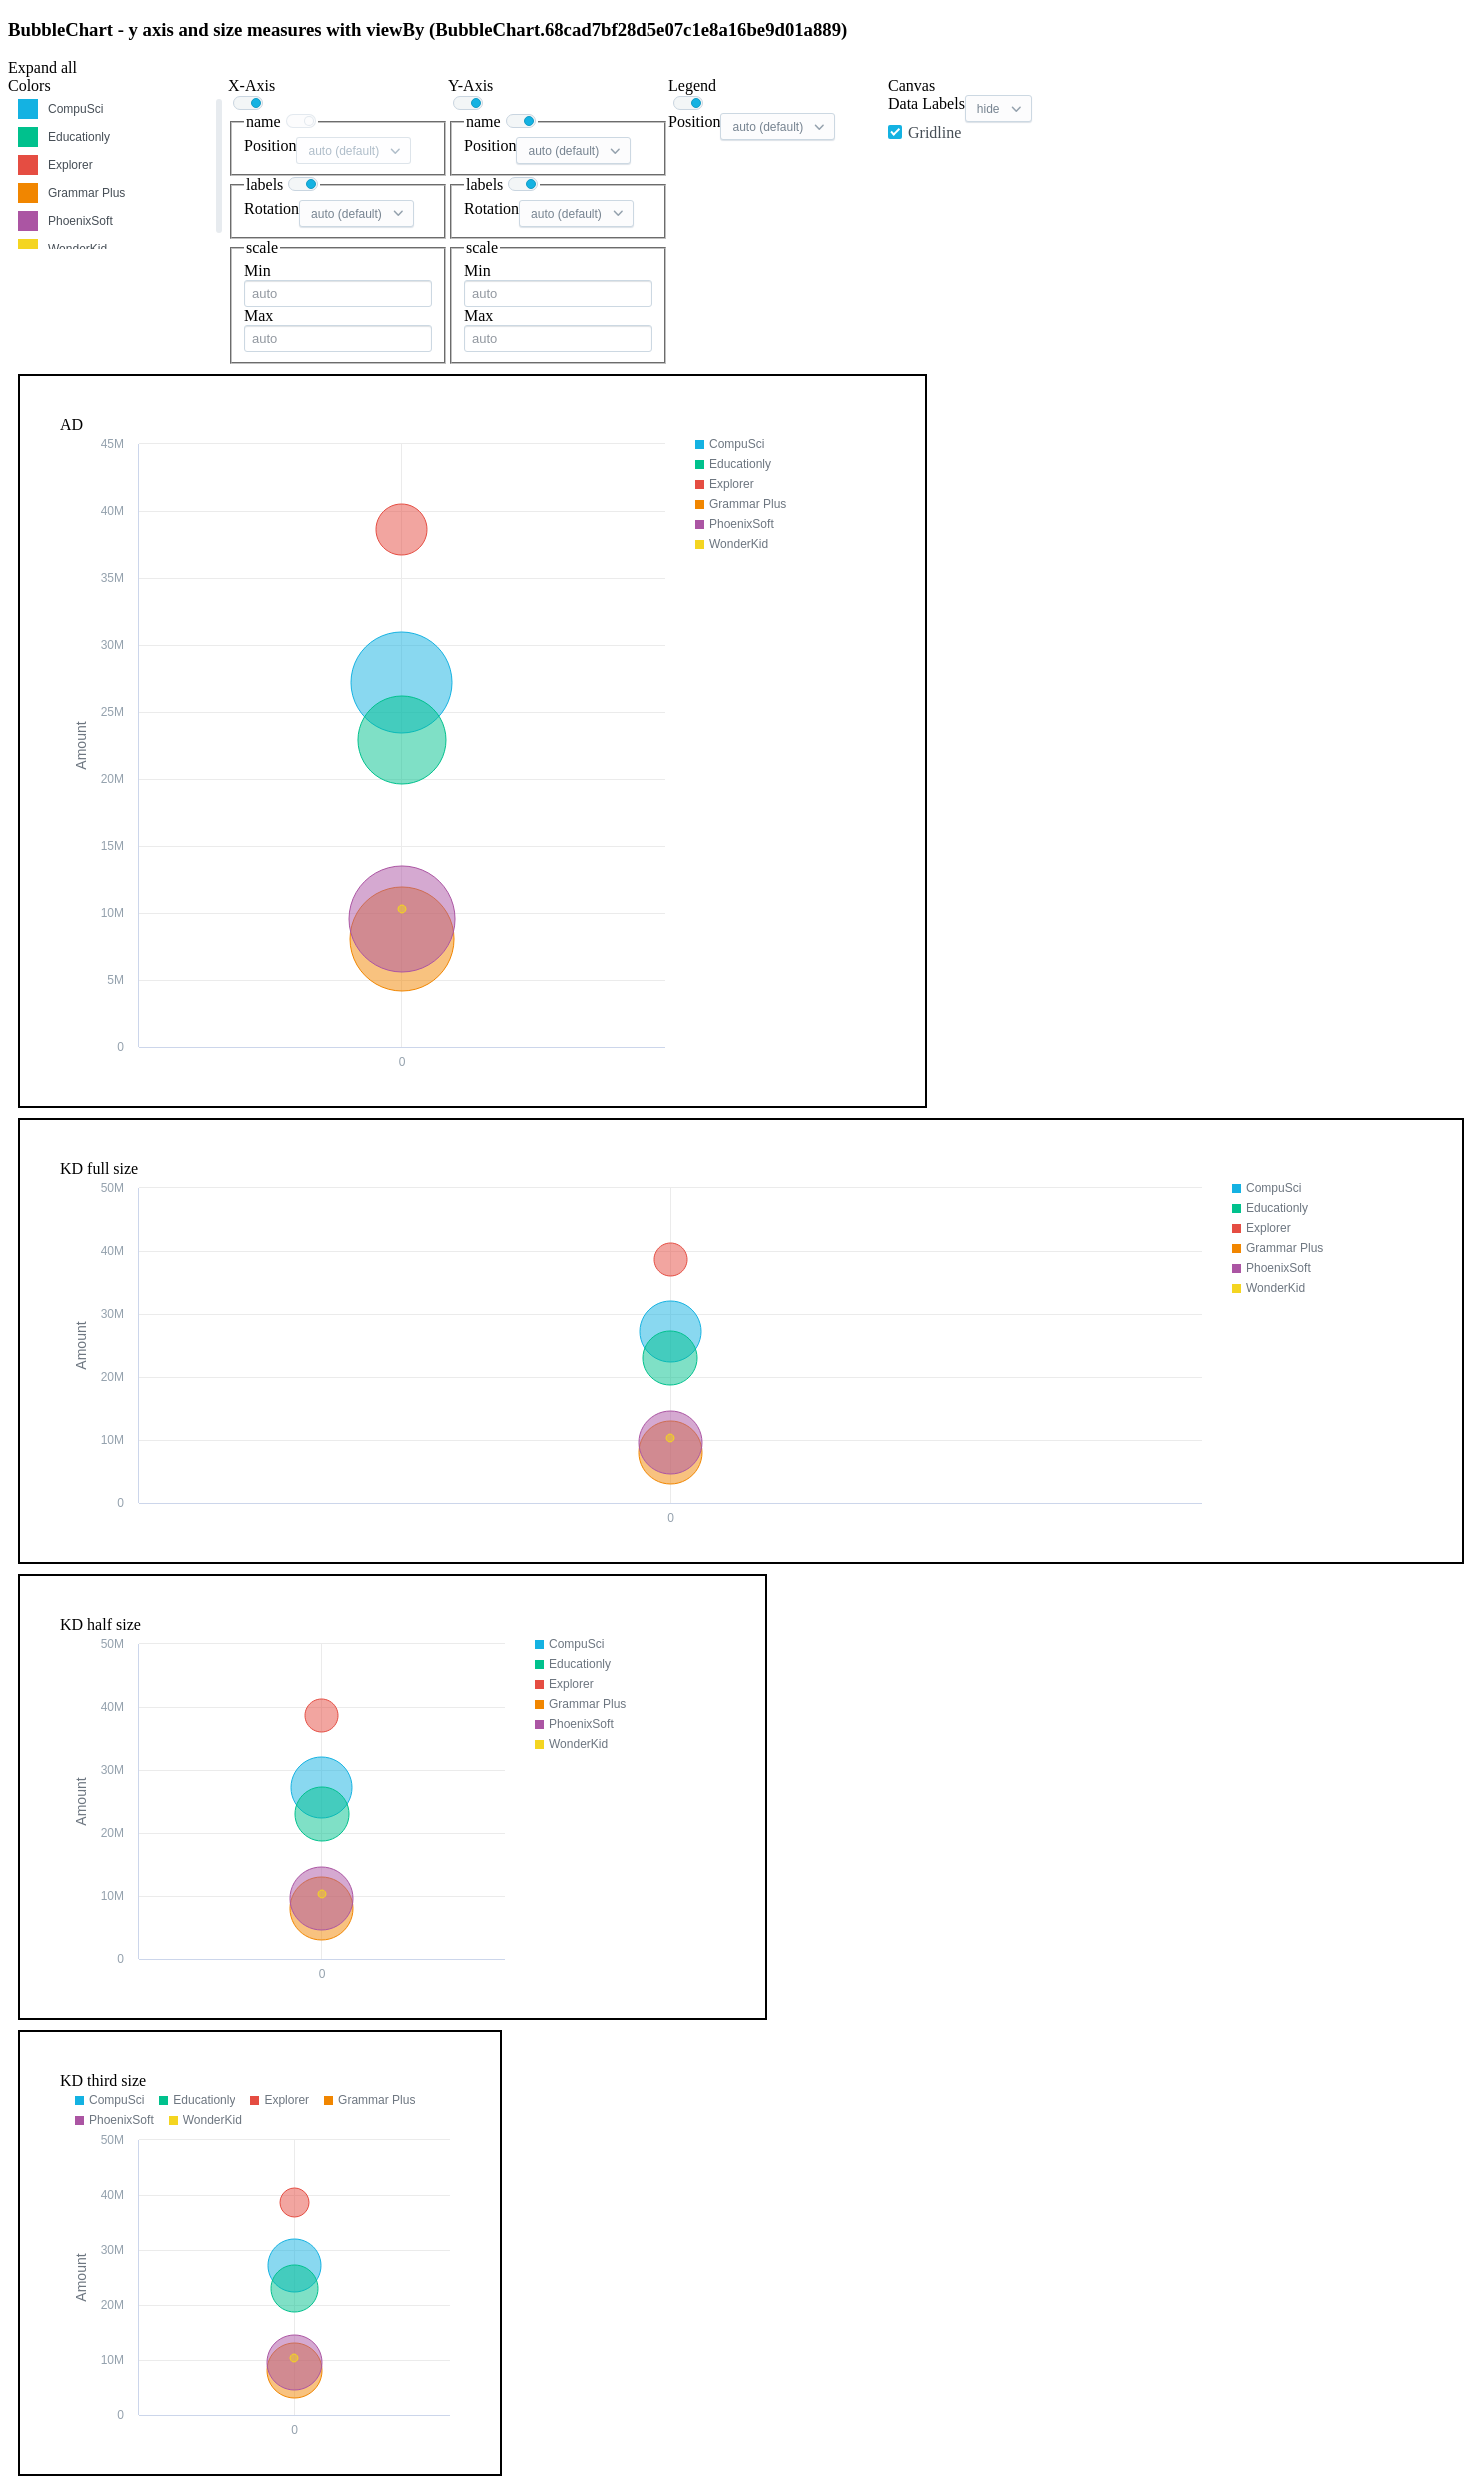 BubbleChart - y axis and size measures with viewBy (BubbleChart.68cad7bf28d5e07c1e8a16be9d01a889)
Expand all
Colors
CompuSci
Educationly
Explorer
Grammar Plus
PhoenixSoft
WonderKid
X-Axis
name
Position auto (default)
labels
Rotation auto (default)
scale
Min
auto
Max
auto
Y-Axis
name
Position auto (default)
labels
Rotation auto (default)
scale
Min
auto
Max
auto
Legend
Position auto (default)
Canvas
Data Labels hide
Gridline
AD
45M
40M
35M
30M
25M
20M
15M
10M
5M
0
Amount
0
CompuSci
Educationly
Explorer
Grammar Plus
PhoenixSoft
WonderKid
KD full size
50M
40M
30M
20M
10M
0
Amount
0
CompuSci
Educationly
Explorer
Grammar Plus
PhoenixSoft
WonderKid
KD half size
50M
40M
30M
20M
10M
0
Amount
0
CompuSci
Educationly
Explorer
Grammar Plus
PhoenixSoft
WonderKid
KD third size
CompuSci Educationly Explorer Grammar Plus
PhoenixSoft WonderKid
50M
40M
30M
20M
10M
0
Amount
0